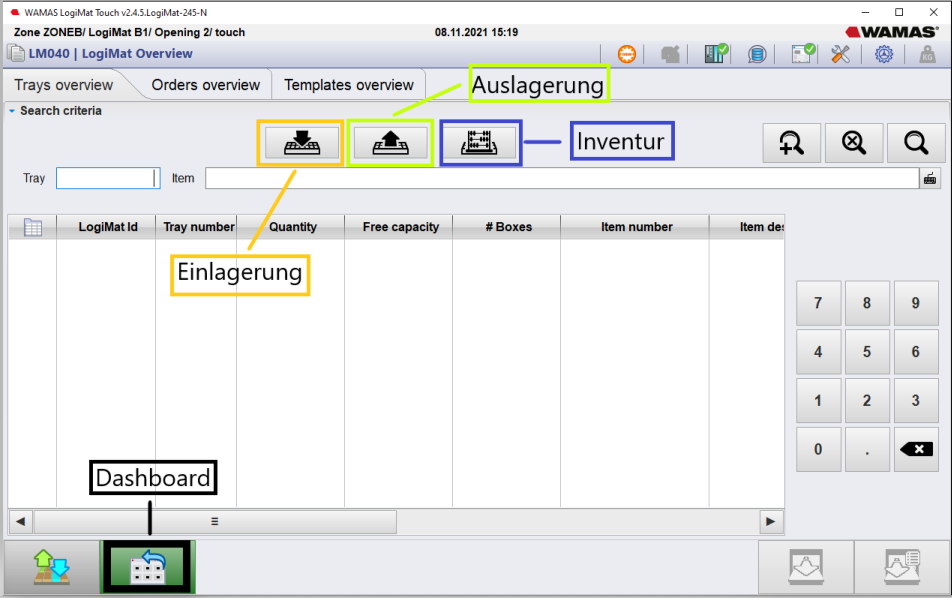 WAMAS LogiMat Touch v2.4.5.LogiMat-245-N
Zone ZONEB/ LogiMat B1/ Opening 2/ touch 08.11.2021 15:19 WAMAS
LM040 | LogiMat Overview
KG
Trays overview Orders overview Templates overview Auslagerung
Search criteria
Inventur
Tray Item
LogiMat Id Tray number Quantity Free capacity # Boxes Item number Item des
Einlagerung
7 8 9
4 5 6
1 2 3
0 .
Dashboard